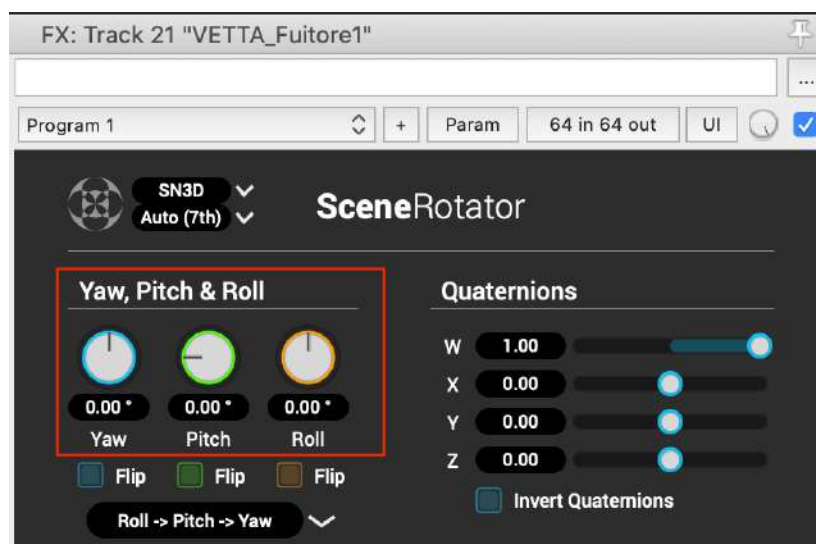 FX: Track 21 "VETTA_Fuitore1"
...
Program 1 + Param 64 in 64 out UI
SN3D
Auto (7th)
SceneRotator
Yaw, Pitch & Roll
0.00 ° 0.00 ° 0.00 °
Yaw Pitch Roll
Flip Flip Flip
Roll -> Pitch -> Yaw
Quaternions
W 1.00
X 0.00
Y 0.00
Z 0.00
Invert Quaternions